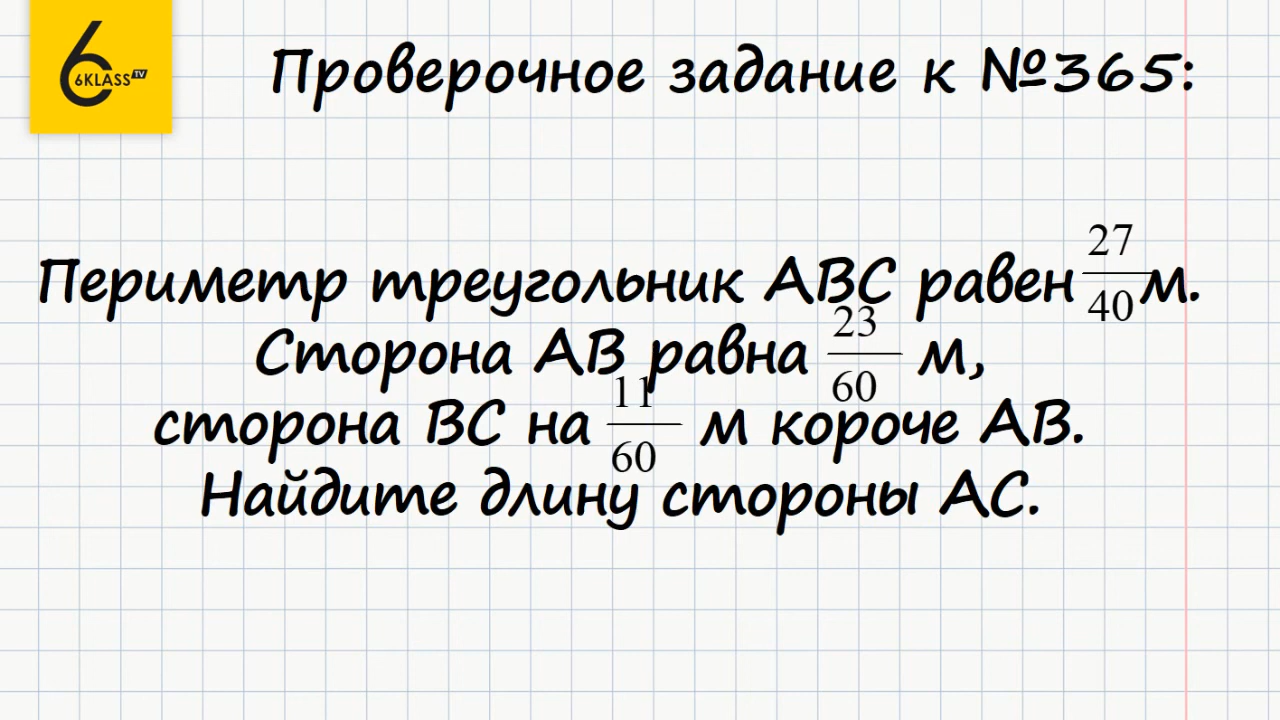 6KLASS TV
Проверочное задание к №365:
Периметр треугольник ABC равен 27/40 м.
Сторона AB равна 23/60 м,
сторона BC на 11/60 м короче AB.
Найдите длину стороны AC.